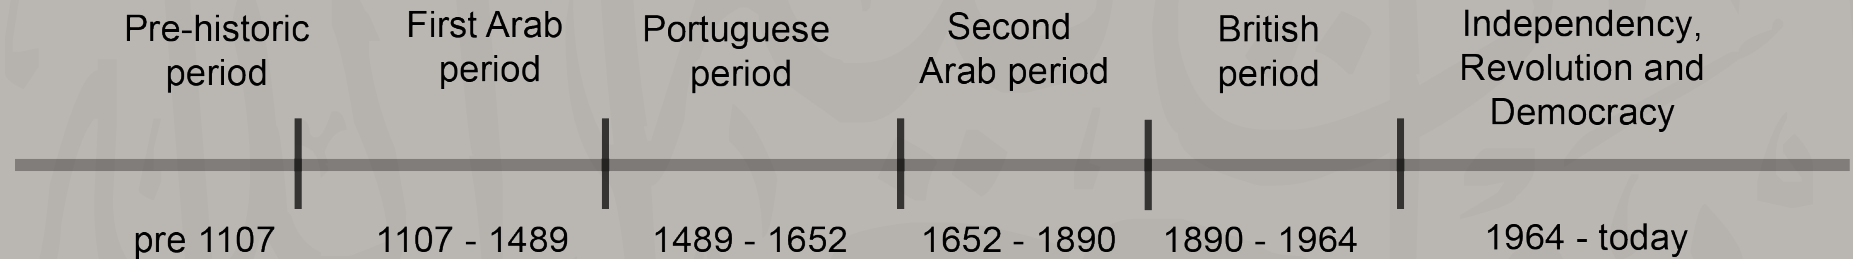 Pre-historic
period
First Arab
period
Portuguese
period
Second
Arab period
British
period
Independency,
Revolution and
Democracy
pre 1107
1107 - 1489
1489 - 1652
1652 - 1890
1890 - 1964
1964 - today